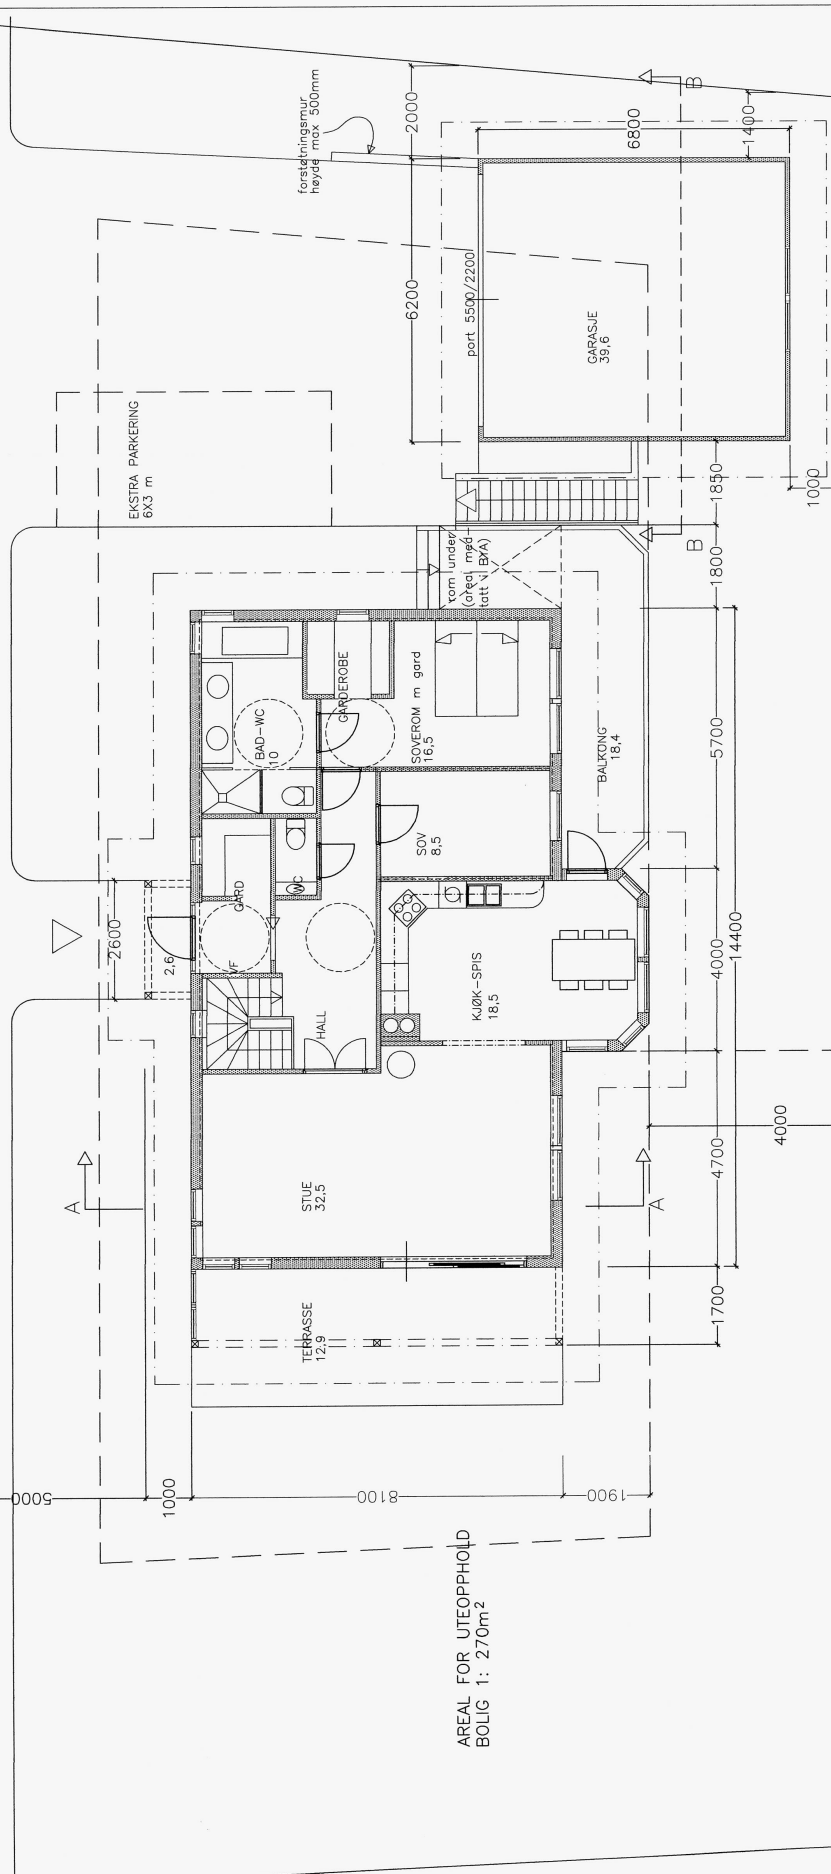 forstøtningsmur
høyde max 500mm
2000
6200
port 5500/2200
6800
1400
B
GARASJE
39,6
EKSTRA PARKERING
6X3 m
1850
1000
B
1800
rom under
(areal med-
tatt i BYA)
BAD-WC
10
GARDEROBE
SOVEROM m gard
16,5
BALKONG
18,4
5700
SOV
8,5
WC
GARD
VF
2600
2,6
HALL
KJØK-SPIS
18,5
4000
14400
4000
4700
A
A
STUE
32,5
TERRASSE
12,9
1700
5000
1000
8100
1900
AREAL FOR UTEOPPHOLD
BOLIG 1: 270m²